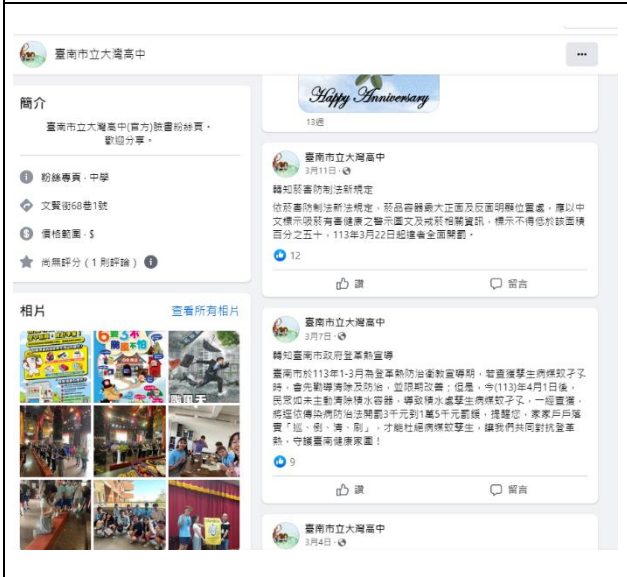 臺南市立大灣高中
簡介
臺南市立大灣高中(官方)臉書粉絲頁，
歡迎分享。
粉絲專頁 · 中學
文賢街68巷1號
價格範圍 · $
尚無評分（1 則評論）
相片
查看所有相片
Happy Anniversary
13週
臺南市立大灣高中
3月11日 ·
轉知菸害防制法新規定
依菸害防制法新法規定，菸品容器最大正面及反面明顯位置處，應以中
文標示吸菸有害健康之警示圖文及戒菸相關資訊，標示不得低於該面積
百分之五十，113年3月22日起違者全面開罰。
12
讚
留言
臺南市立大灣高中
3月7日 ·
轉知臺南市政府登革熱宣導
臺南市於113年1-3月為登革熱防治衛教宣導期，若查獲孳生病媒蚊孑孓
時，會先勸導清除及防治，並限期改善；但是，今(113)年4月1日後，
民眾如未主動清除積水容器，導致積水處孳生病媒蚊孑孓，一經查獲，
將逕依傳染病防治法開罰3千元到1萬5千元罰鍰，提醒您，家家戶戶落
實「巡、倒、清、刷」，才能杜絕病媒蚊孳生，讓我們共同對抗登革
熱，守護臺南健康家園！
9
讚
留言
臺南市立大灣高中
3月4日 ·